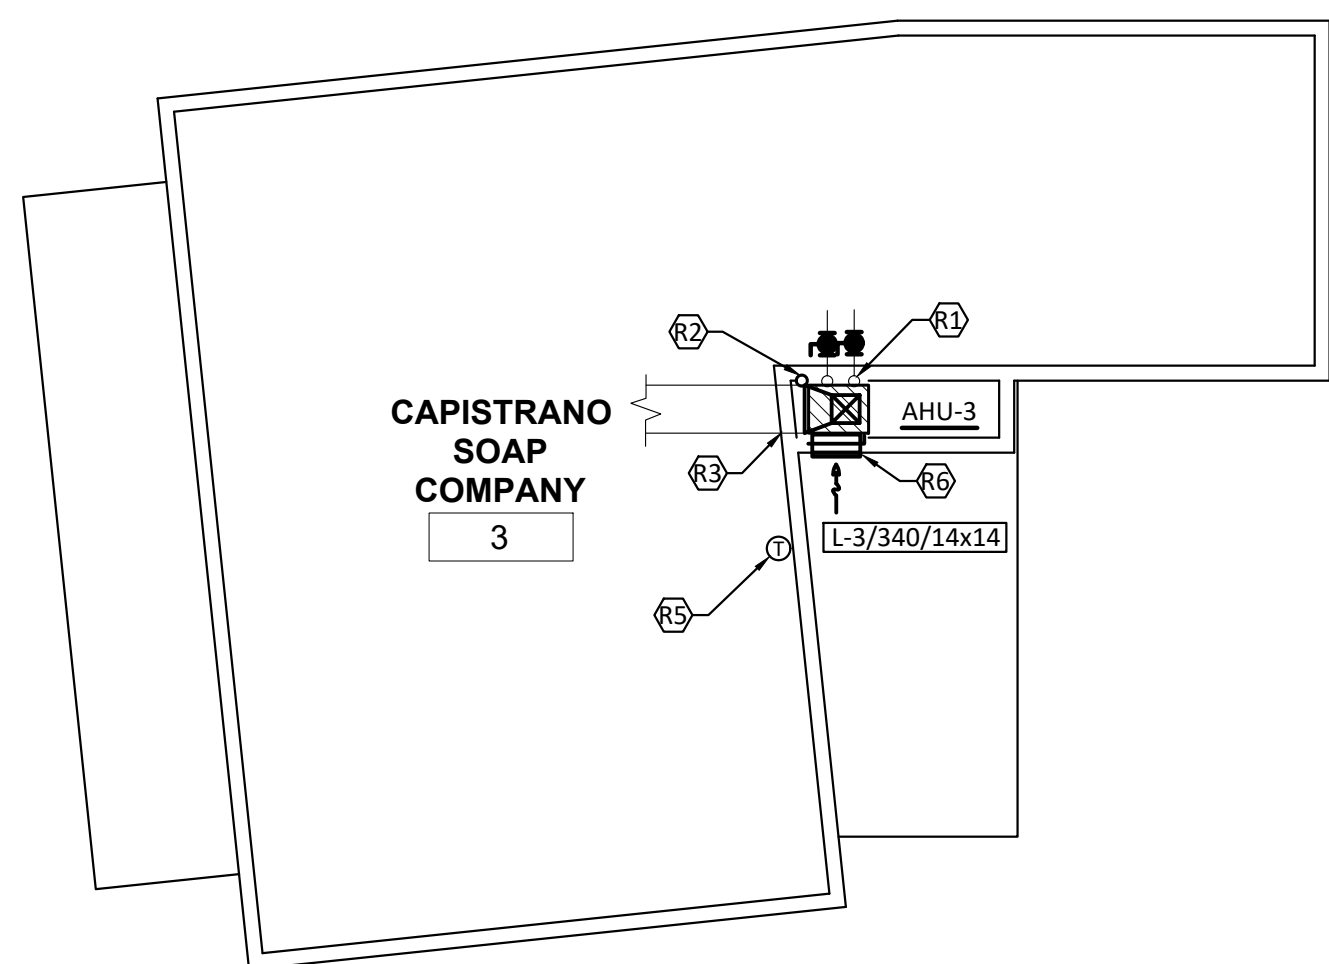 R1
R2
CAPISTRANO
SOAP
COMPANY
3
AHU-3
R3
R6
L-3/340/14x14
T
R5